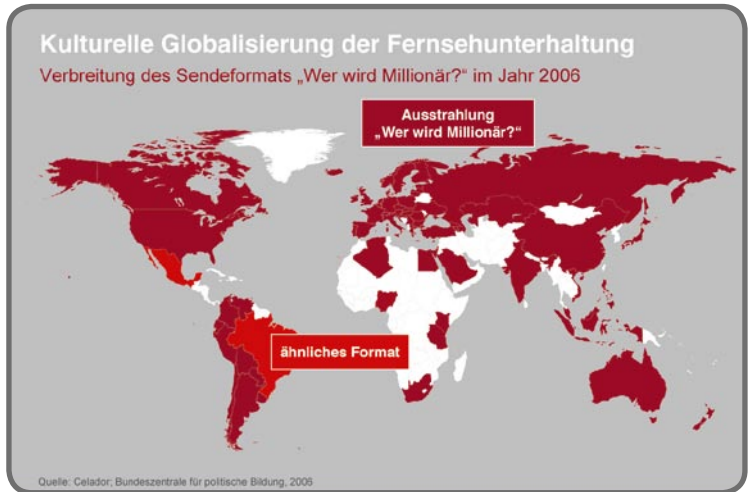 Kulturelle Globalisierung der Fernsehunterhaltung
Verbreitung des Sendeformats „Wer wird Millionär?“ im Jahr 2006
Ausstrahlung
„Wer wird Millionär?“
ähnliches Format
Quelle: Celador; Bundeszentrale für politische Bildung, 2006